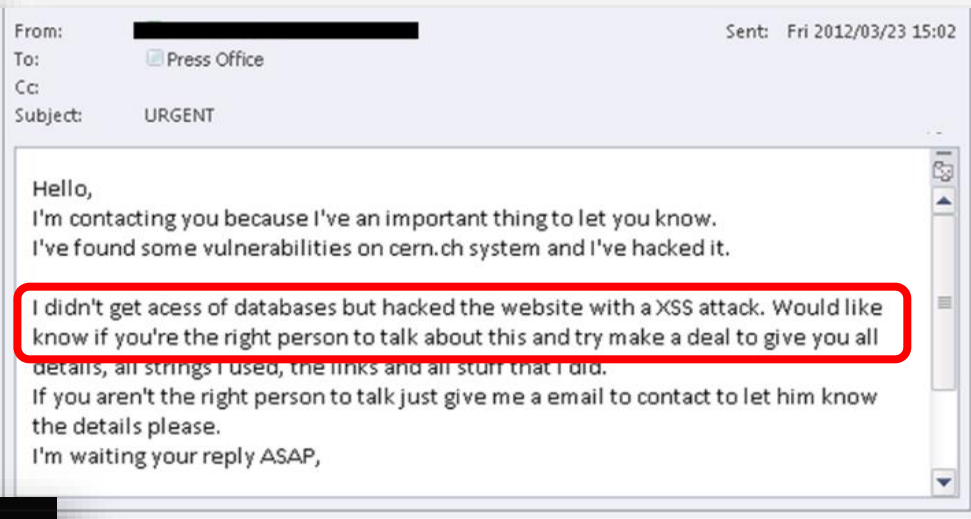 From:
Sent: Fri 2012/03/23 15:02
To: Press Office
Cc:
Subject: URGENT
Hello,
I'm contacting you because I've an important thing to let you know.
I've found some vulnerabilities on cern.ch system and I've hacked it.
I didn't get acess of databases but hacked the website with a XSS attack. Would like
know if you're the right person to talk about this and try make a deal to give you all
details, all strings I used, the links and all stuff that I did.
If you aren't the right person to talk just give me a email to contact to let him know
the details please.
I'm waiting your reply ASAP,